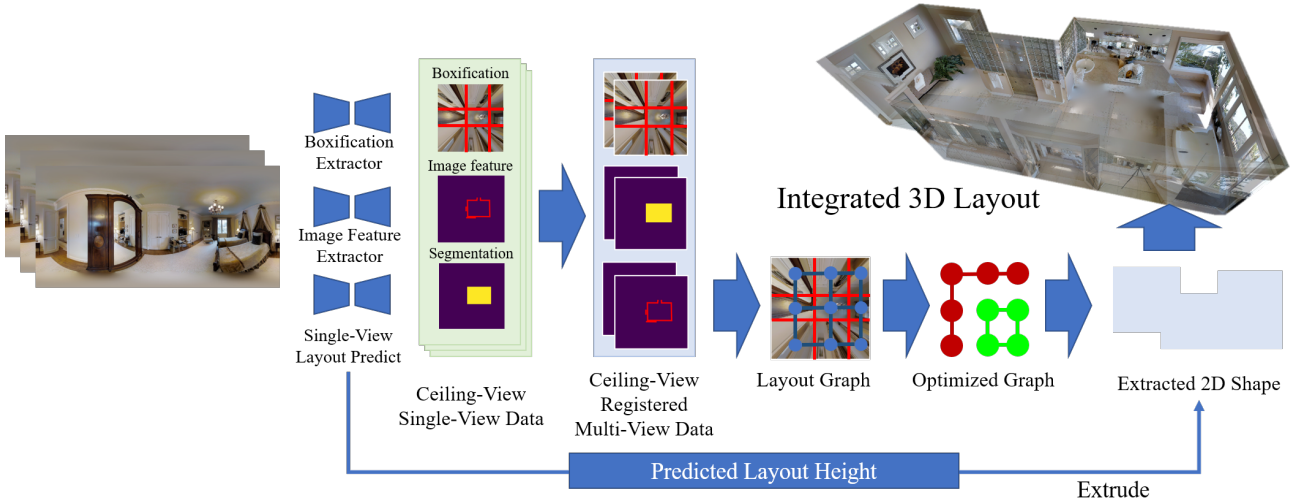 Boxification
Extractor
Image Feature
Extractor
Single-View
Layout Predict
Boxification
Image feature
Segmentation
Ceiling-View
Single-View Data
Ceiling-View
Registered
Multi-View Data
Layout Graph
Optimized Graph
Extracted 2D Shape
Integrated 3D Layout
Predicted Layout Height
Extrude